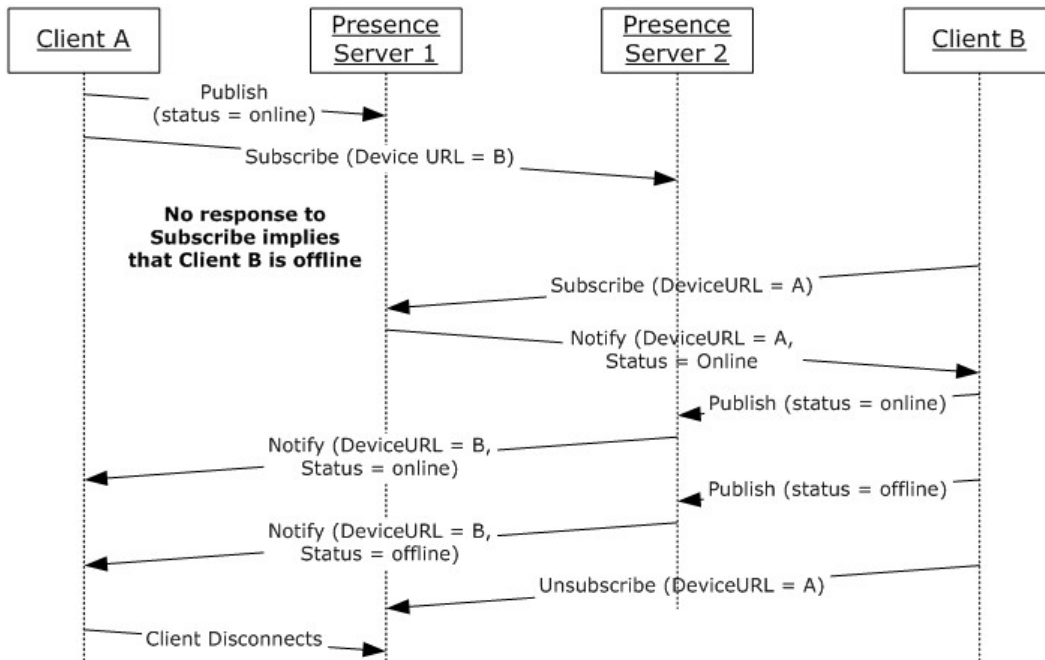 Client A
Presence
Server 1
Presence
Server 2
Client B
Publish
(status = online)
Subscribe (Device URL = B)
No response to
Subscribe implies
that Client B is offline
Subscribe (DeviceURL = A)
Notify (DeviceURL = A,
Status = Online
Publish (status = online)
Notify (DeviceURL = B,
Status = online)
Publish (status = offline)
Notify (DeviceURL = B,
Status = offline)
Unsubscribe (DeviceURL = A)
Client Disconnects